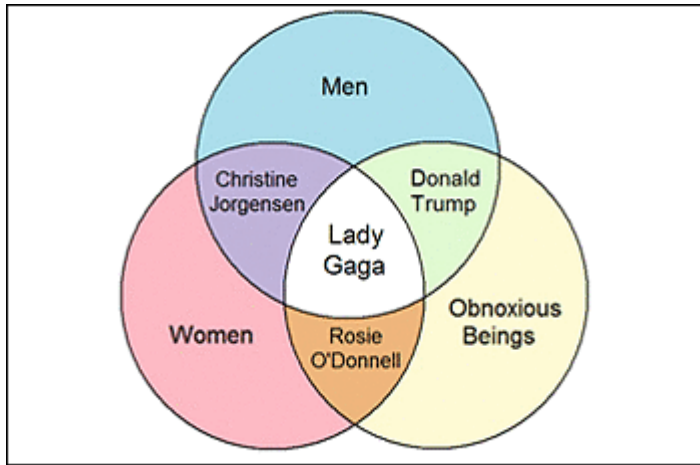 Men
Christine
Jorgensen
Donald
Trump
Lady
Gaga
Women
Rosie
O'Donnell
Obnoxious
Beings